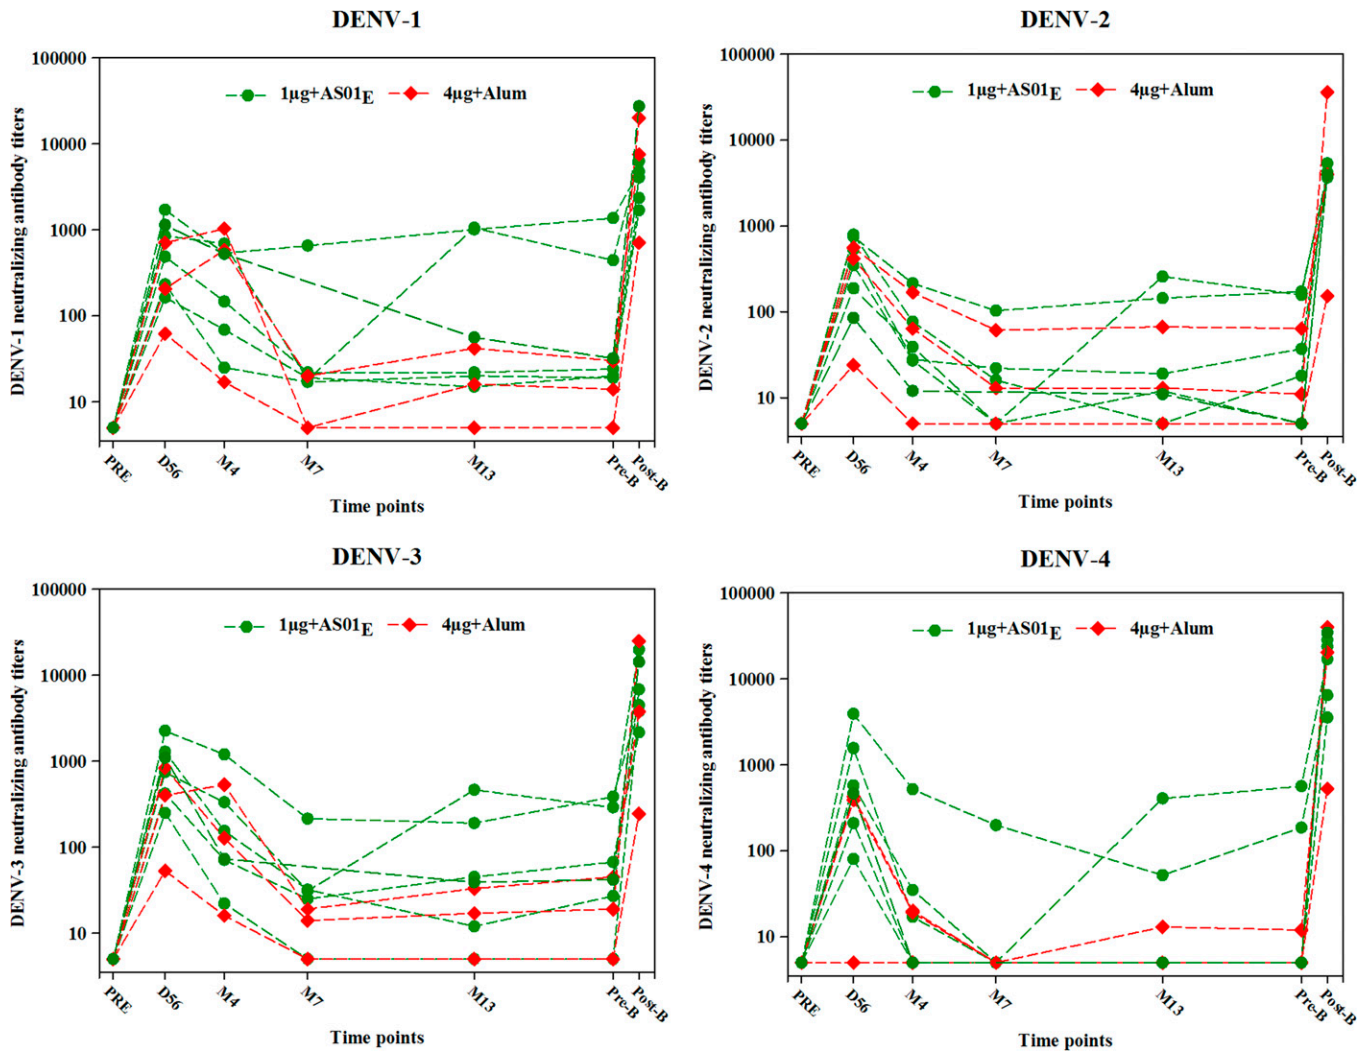 DENV-1
DENV-1 neutralizing antibody titers
100000
10000
1000
100
10
1µg+AS01E
4µg+Alum
PRE
D56
M4
M7
M13
Pre-B
Post-B
Time points
DENV-2
DENV-2 neutralizing antibody titers
100000
10000
1000
100
10
1µg+AS01E
4µg+Alum
PRE
D56
M4
M7
M13
Pre-B
Post-B
Time points
DENV-3
DENV-3 neutralizing antibody titers
100000
10000
1000
100
10
1µg+AS01E
4µg+Alum
PRE
D56
M4
M7
M13
Pre-B
Post-B
Time points
DENV-4
DENV-4 neutralizing antibody titers
100000
10000
1000
100
10
1µg+AS01E
4µg+Alum
PRE
D56
M4
M7
M13
Pre-B
Post-B
Time points